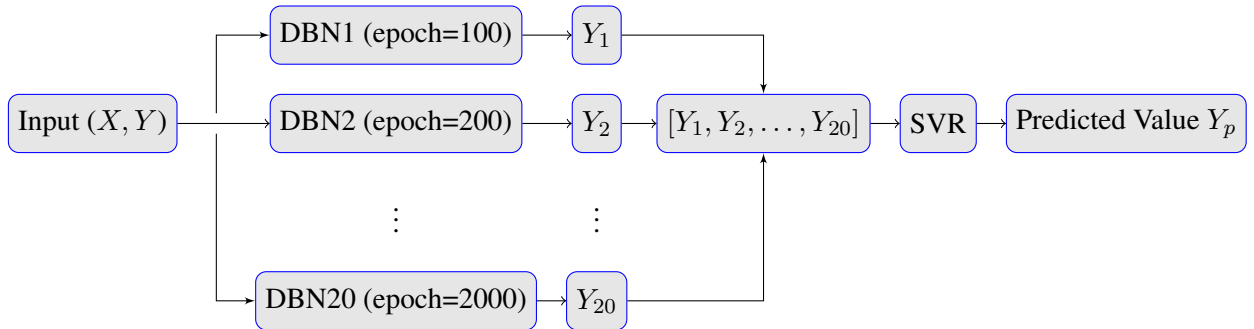 DBN1 (epoch=100)
Y₁
Input (X, Y)
DBN2 (epoch=200)
Y₂
[Y₁, Y₂, . . . , Y₂₀]
SVR
Predicted Value Yₚ
⋮
⋮
DBN20 (epoch=2000)
Y₂₀